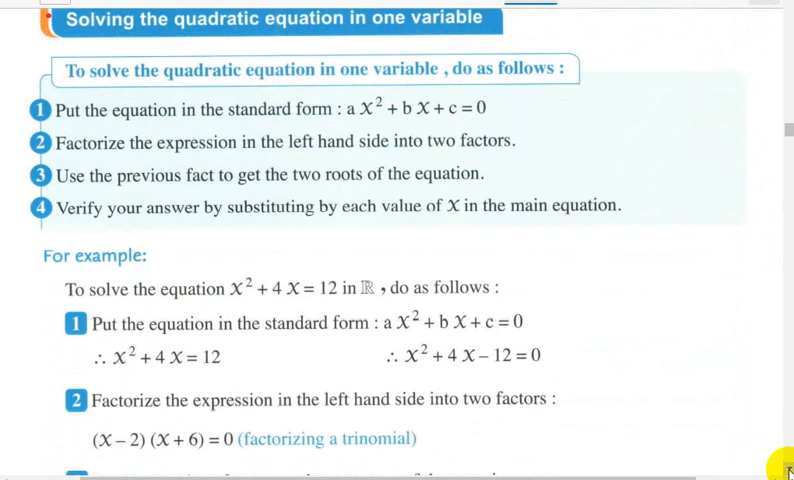 Solving the quadratic equation in one variable
To solve the quadratic equation in one variable , do as follows :
1 Put the equation in the standard form : a X² + b X + c = 0
2 Factorize the expression in the left hand side into two factors.
3 Use the previous fact to get the two roots of the equation.
4 Verify your answer by substituting by each value of X in the main equation.
For example:
To solve the equation X² + 4 X = 12 in ℝ , do as follows :
1 Put the equation in the standard form : a X² + b X + c = 0
∴ X² + 4 X = 12 ∴ X² + 4 X – 12 = 0
2 Factorize the expression in the left hand side into two factors :
(X – 2) (X + 6) = 0 (factorizing a trinomial)